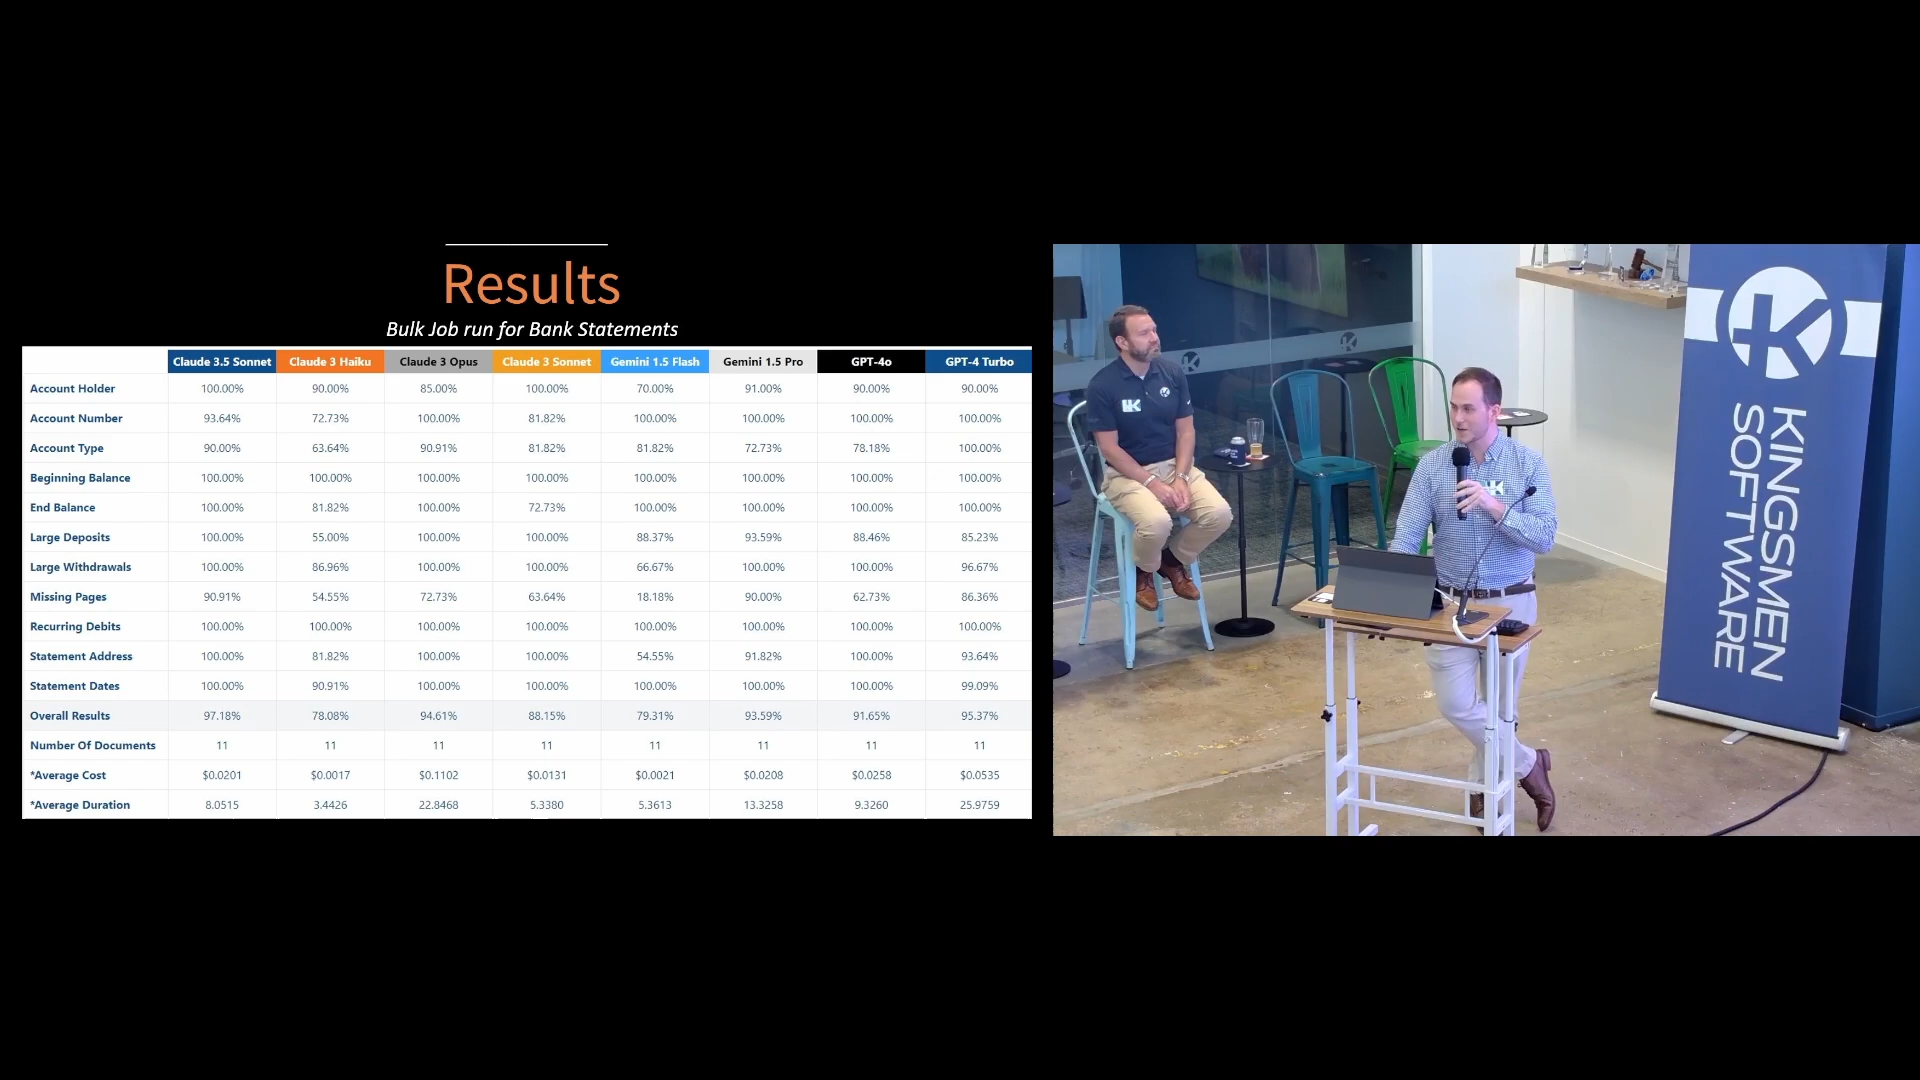 Results
Bulk Job run for Bank Statements
Claude 3.5 Sonnet Claude 3 Haiku Claude 3 Opus Claude 3 Sonnet Gemini 1.5 Flash Gemini 1.5 Pro GPT-4o GPT-4 Turbo
Account Holder 100.00% 90.00% 85.00% 100.00% 70.00% 91.00% 90.00% 90.00%
Account Number 93.64% 72.73% 100.00% 81.82% 100.00% 100.00% 100.00% 100.00%
Account Type 90.00% 63.64% 90.91% 81.82% 81.82% 72.73% 78.18% 100.00%
Beginning Balance 100.00% 100.00% 100.00% 100.00% 100.00% 100.00% 100.00% 100.00%
End Balance 100.00% 81.82% 100.00% 72.73% 100.00% 100.00% 100.00% 100.00%
Large Deposits 100.00% 55.00% 100.00% 100.00% 88.37% 93.59% 88.46% 85.23%
Large Withdrawals 100.00% 86.96% 100.00% 100.00% 66.67% 100.00% 100.00% 96.67%
Missing Pages 90.91% 54.55% 72.73% 63.64% 18.18% 90.00% 62.73% 86.36%
Recurring Debits 100.00% 100.00% 100.00% 100.00% 100.00% 100.00% 100.00% 100.00%
Statement Address 100.00% 81.82% 100.00% 100.00% 54.55% 91.82% 100.00% 93.64%
Statement Dates 100.00% 90.91% 100.00% 100.00% 100.00% 100.00% 100.00% 99.09%
Overall Results 97.18% 78.08% 94.61% 88.15% 79.31% 93.59% 91.65% 95.37%
Number Of Documents 11 11 11 11 11 11 11 11
*Average Cost $0.0201 $0.0017 $0.1102 $0.0131 $0.0021 $0.0208 $0.0258 $0.0535
*Average Duration 8.0515 3.4426 22.8468 5.3380 5.3613 13.3258 9.3260 25.9759
K
KINGSMEN
SOFTWARE